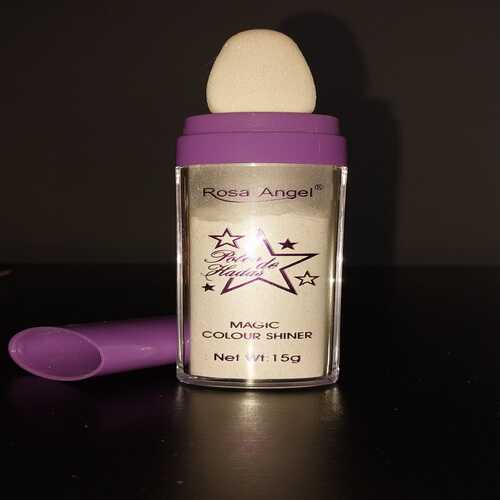 Rosa Angel®
Polvo de
Hadas
MAGIC
COLOUR SHINER
Net Wt:15g